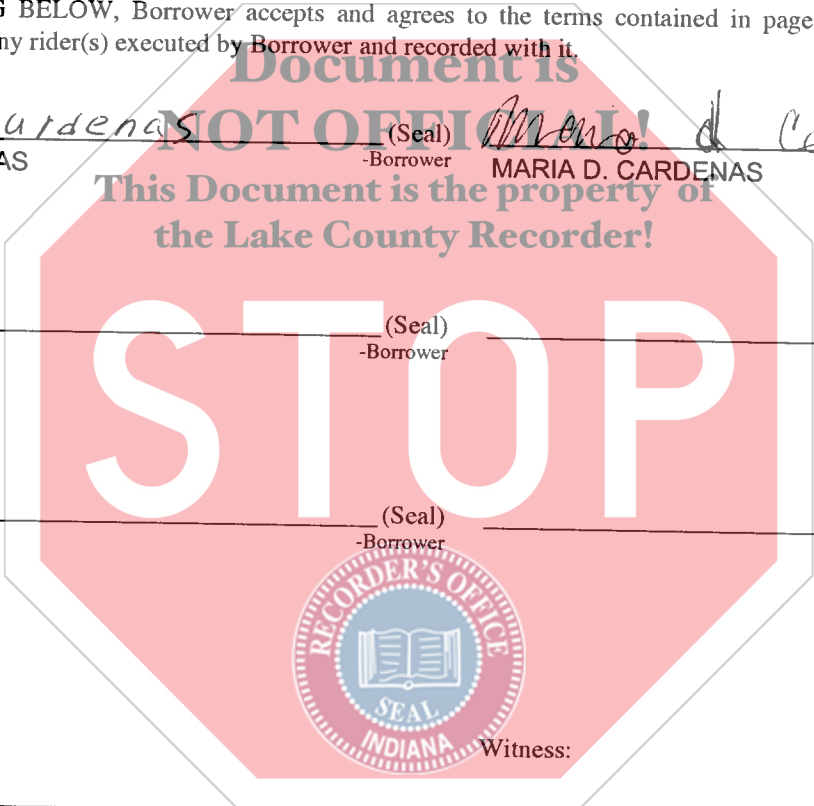 BELOW, Borrower accepts and agrees to the terms contained in page
ny rider(s) executed by Borrower and recorded with it.
Document is
NOT OFFICIAL!
This Document is the property of
the Lake County Recorder!
urdenas (Seal) Maria d Ca
-Borrower
AS MARIA D. CARDENAS
(Seal)
-Borrower
STOP
(Seal)
-Borrower
RECORDER'S OFFICE
SEAL
INDIANA
Witness: